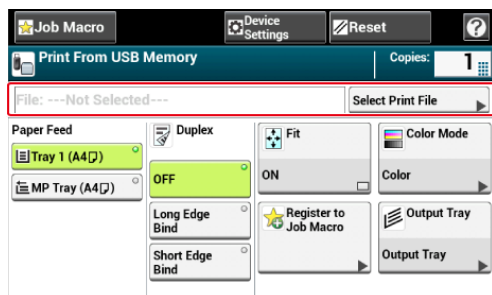 Job Macro
Device
Settings
Reset
?
Print From USB Memory
Copies:
1
File: ---Not Selected---
Select Print File
Paper Feed
Tray 1 (A4)
MP Tray (A4)
Duplex
OFF
Long Edge
Bind
Short Edge
Bind
Fit
ON
Register to
Job Macro
Color Mode
Color
Output Tray
Output Tray